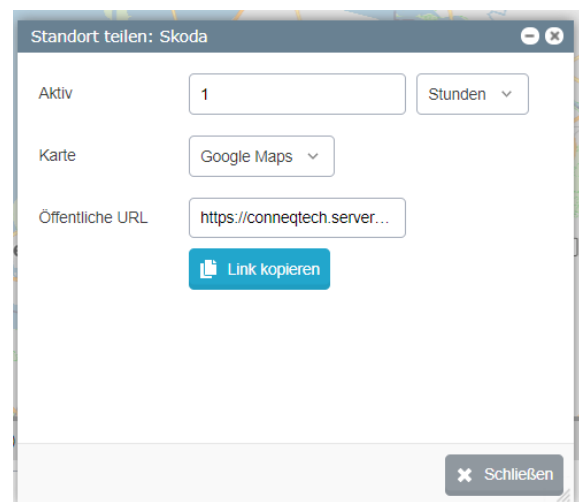 Standort teilen: Skoda
Aktiv 1 Stunden
Karte Google Maps
Öffentliche URL https://conneqtech.server...
Link kopieren
Schließen